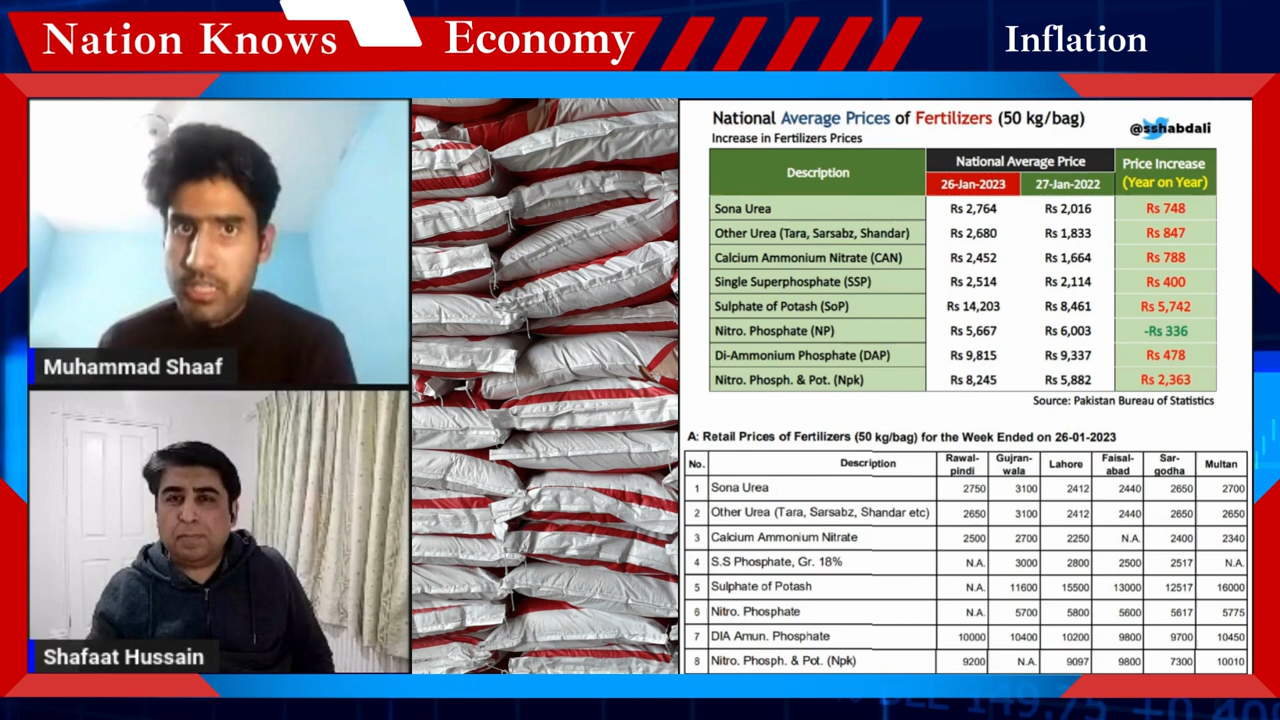 Nation Knows
Economy
Inflation
Muhammad Shaaf
Shafaat Hussain
National Average Prices of Fertilizers (50 kg/bag)
@sshabdali
Increase in Fertilizers Prices
Description National Average Price Price Increase (Year on Year)
26-Jan-2023 27-Jan-2022
Sona Urea Rs 2,764 Rs 2,016 Rs 748
Other Urea (Tara, Sarsabz, Shandar) Rs 2,680 Rs 1,833 Rs 847
Calcium Ammonium Nitrate (CAN) Rs 2,452 Rs 1,664 Rs 788
Single Superphosphate (SSP) Rs 2,514 Rs 2,114 Rs 400
Sulphate of Potash (SoP) Rs 14,203 Rs 8,461 Rs 5,742
Nitro. Phosphate (NP) Rs 5,667 Rs 6,003 -Rs 336
Di-Ammonium Phosphate (DAP) Rs 9,815 Rs 9,337 Rs 478
Nitro. Phosph. & Pot. (Npk) Rs 8,245 Rs 5,882 Rs 2,363
Source: Pakistan Bureau of Statistics
A: Retail Prices of Fertilizers (50 kg/bag) for the Week Ended on 26-01-2023
No. Description Rawal-pindi Gujran-wala Lahore Faisal-abad Sar-godha Multan
1 Sona Urea 2750 3100 2412 2440 2650 2700
2 Other Urea (Tara, Sarsabz, Shandar etc) 2650 3100 2412 2440 2650 2650
3 Calcium Ammonium Nitrate 2500 2700 2250 N.A. 2400 2340
4 S.S Phosphate, Gr. 18% N.A. 3000 2800 2500 2517 N.A.
5 Sulphate of Potash N.A. 11600 15500 13000 12517 16000
6 Nitro. Phosphate N.A. 5700 5800 5600 5617 5775
7 DIA Amun. Phosphate 10000 10400 10200 9800 9700 10450
8 Nitro. Phosph. & Pot. (Npk) 9200 N.A. 9097 9800 7300 10010